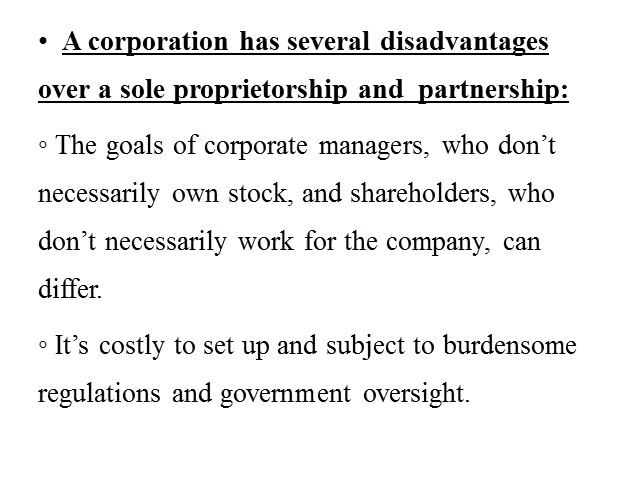 • A corporation has several disadvantages
over a sole proprietorship and partnership:
◦ The goals of corporate managers, who don’t
necessarily own stock, and shareholders, who
don’t necessarily work for the company, can
differ.
◦ It’s costly to set up and subject to burdensome
regulations and government oversight.